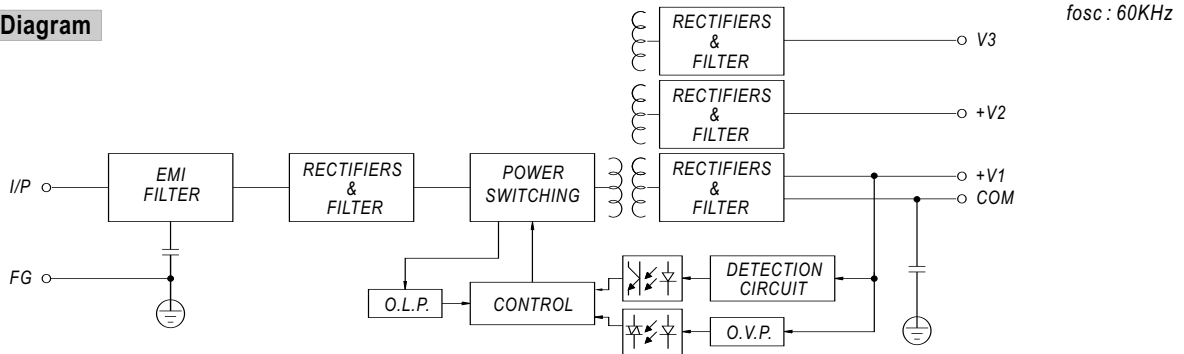 Diagram
fosc : 60KHz
RECTIFIERS
&
FILTER
V3
RECTIFIERS
&
FILTER
+V2
I/P
EMI
FILTER
RECTIFIERS
&
FILTER
POWER
SWITCHING
RECTIFIERS
&
FILTER
+V1
COM
FG
O.L.P.
CONTROL
DETECTION
CIRCUIT
O.V.P.